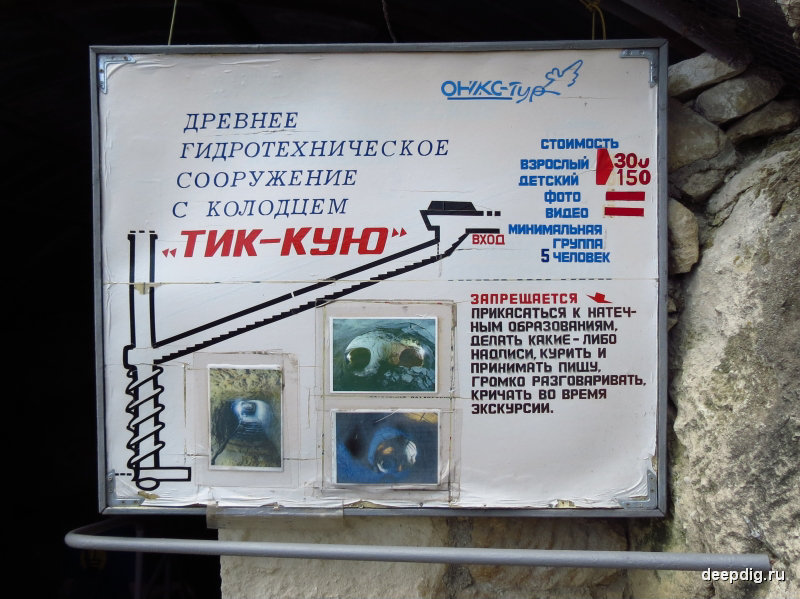 ОНИКС-Тур
ДРЕВНЕЕ
ГИДРОТЕХНИЧЕСКОЕ
СООРУЖЕНИЕ
С КОЛОДЦЕМ
„ТИК-КУЮ"
СТОИМОСТЬ
ВЗРОСЛЫЙ 300
ДЕТСКИЙ 150
ФОТО
ВИДЕО
МИНИМАЛЬНАЯ
ГРУППА
5 ЧЕЛОВЕК
ВХОД
ЗАПРЕЩАЕТСЯ
ПРИКАСАТЬСЯ К НАТЕЧ-
НЫМ ОБРАЗОВАНИЯМ,
ДЕЛАТЬ КАКИЕ-ЛИБО
НАДПИСИ, КУРИТЬ И
ПРИНИМАТЬ ПИЩУ,
ГРОМКО РАЗГОВАРИВАТЬ,
КРИЧАТЬ ВО ВРЕМЯ
ЭКСКУРСИИ.
deepdig.ru